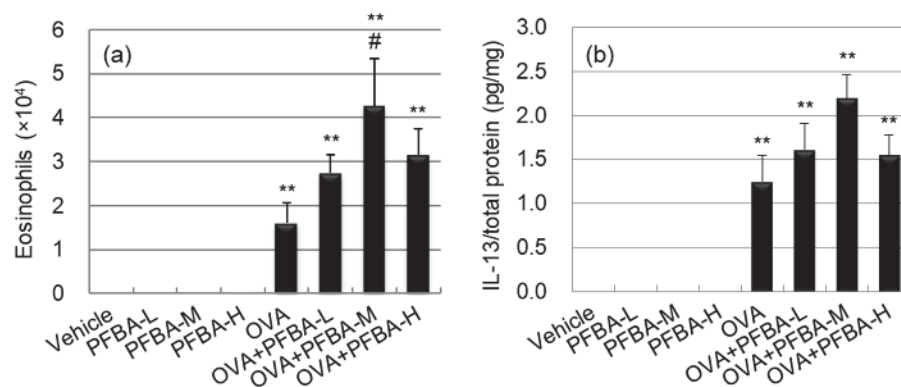 (a)
Eosinophils (×10⁴)
6
5
4
3
2
1
0
**
**
**
#
**
Vehicle
PFBA-L
PFBA-M
PFBA-H
OVA
OVA+PFBA-L
OVA+PFBA-M
OVA+PFBA-H
(b)
IL-13/total protein (pg/mg)
3.0
2.5
2.0
1.5
1.0
0.5
0.0
**
**
**
**
Vehicle
PFBA-L
PFBA-M
PFBA-H
OVA
OVA+PFBA-L
OVA+PFBA-M
OVA+PFBA-H